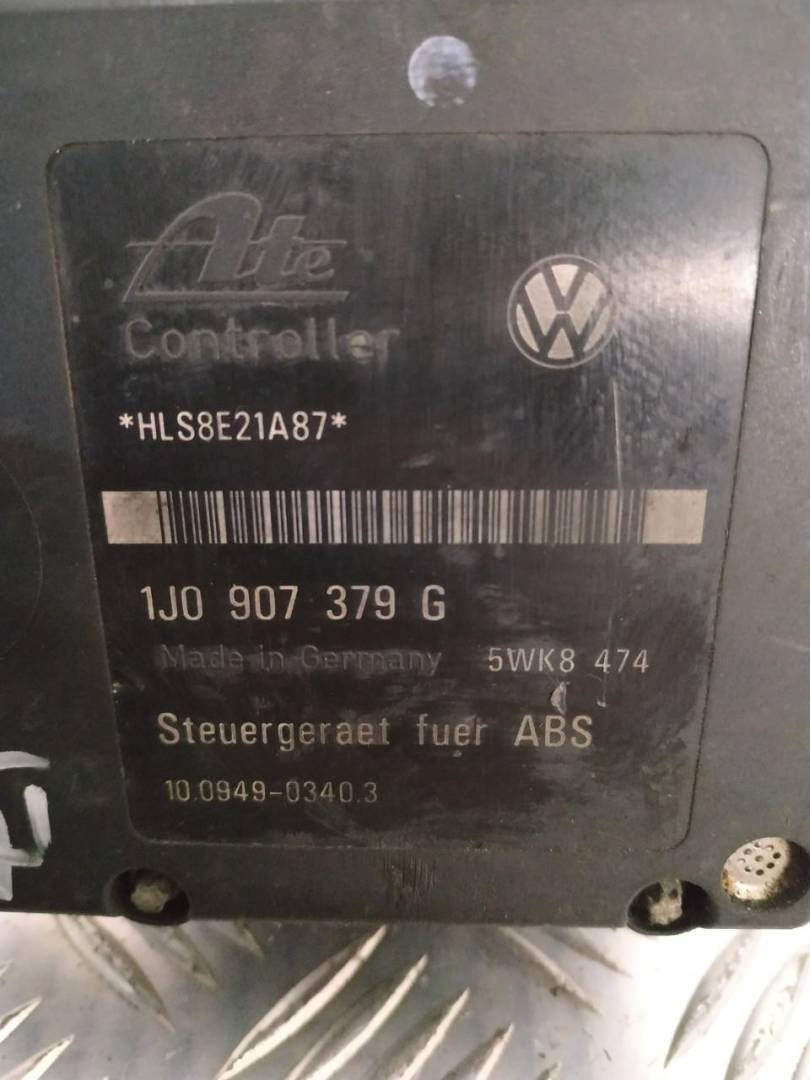 Ate
Controller
*HLS8E21A87*
1J0 907 379 G
Made in Germany 5WK8 474
Steuergeraet fuer ABS
10.0949-0340.3